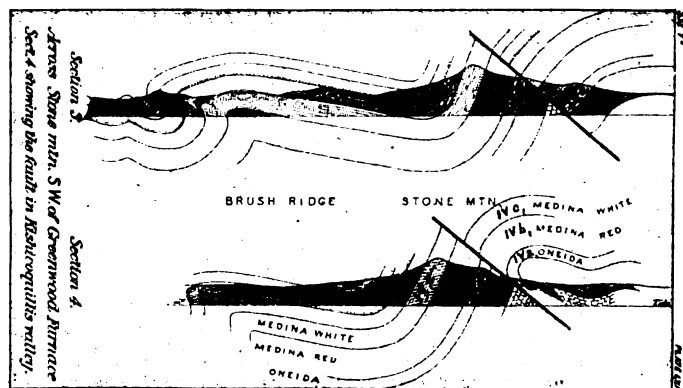 Section 3.
Across Stone mtn. S.W. of Greenwood Furnace
Sect. 4 showing the fault in Kishicoquillis valley.
Section 4.
BRUSH RIDGE
STONE MTN.
IVc, MEDINA WHITE
IVb, MEDINA RED
IVa, ONEIDA
MEDINA WHITE
MEDINA RED
ONEIDA